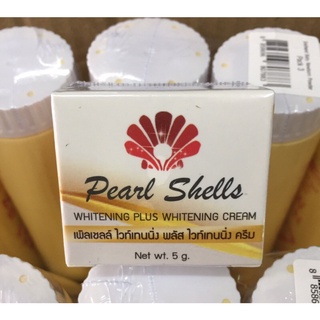 Pearl Shells
WHITENING PLUS WHITENING CREAM
เพิลเชลล์ ไวท์เทนนิ่ง พลัส ไวท์เทนนิ่ง ครีม
Net wt. 5 g.
Pack 2